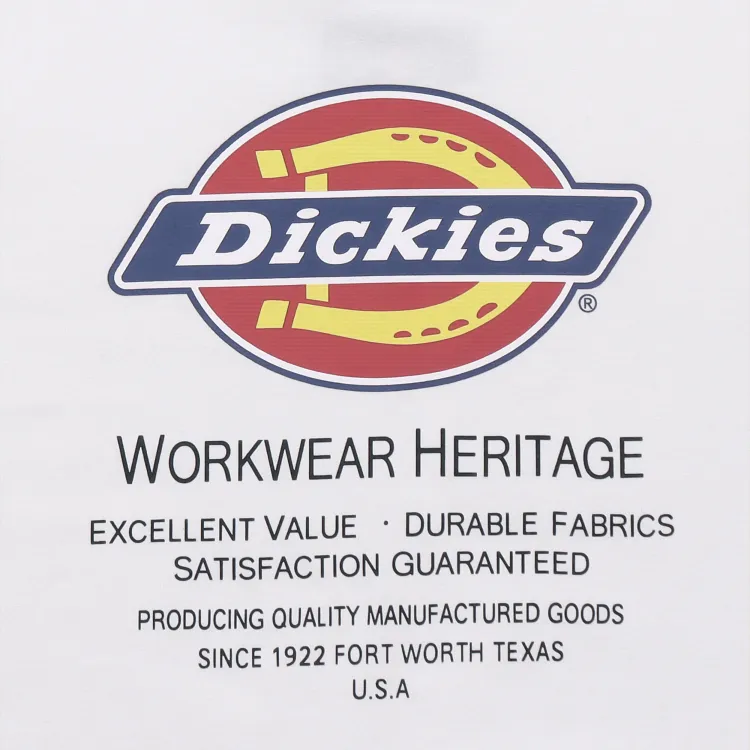 Dickies
®
WORKWEAR HERITAGE
EXCELLENT VALUE · DURABLE FABRICS
SATISFACTION GUARANTEED
PRODUCING QUALITY MANUFACTURED GOODS
SINCE 1922 FORT WORTH TEXAS
U.S.A